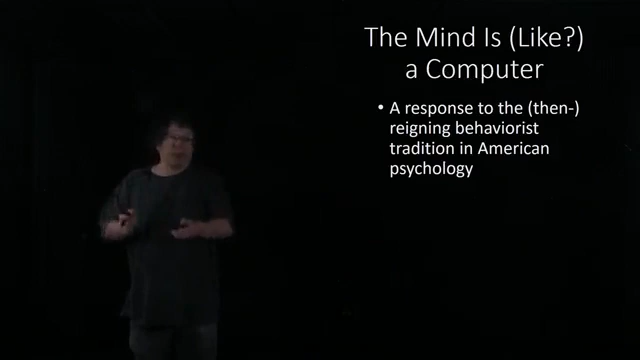 The Mind Is (Like?)
a Computer
• A response to the (then-)
reigning behaviorist
tradition in American
psychology